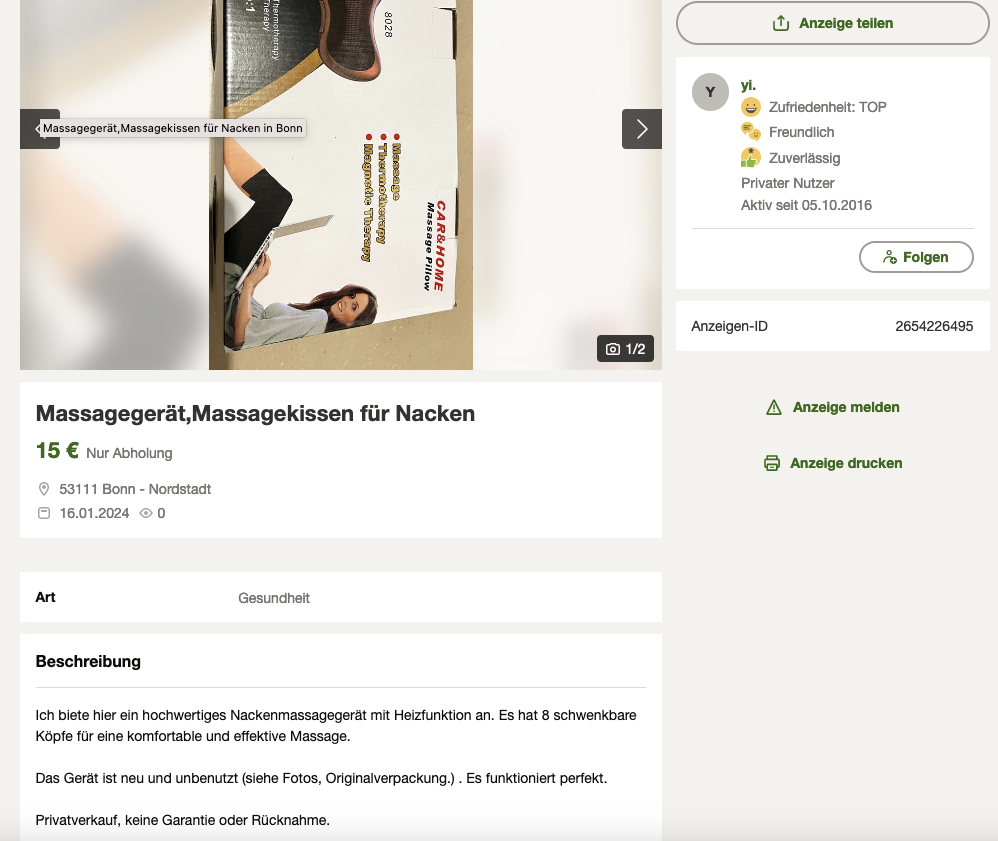 Thermotherapy
Therapy
:1
8028
Massagegerät,Massagekissen für Nacken in Bonn
Massage
Thermotherapy
Magnetic Therapy
CAR&HOME
Massage Pillow
1/2
Massagegerät,Massagekissen für Nacken
15 € Nur Abholung
53111 Bonn - Nordstadt
16.01.2024 0
Art Gesundheit
Beschreibung
Ich biete hier ein hochwertiges Nackenmassagegerät mit Heizfunktion an. Es hat 8 schwenkbare
Köpfe für eine komfortable und effektive Massage.
Das Gerät ist neu und unbenutzt (siehe Fotos, Originalverpackung.) . Es funktioniert perfekt.
Privatverkauf, keine Garantie oder Rücknahme.
Anzeige teilen
Y
yi.
Zufriedenheit: TOP
Freundlich
Zuverlässig
Privater Nutzer
Aktiv seit 05.10.2016
Folgen
Anzeigen-ID 2654226495
Anzeige melden
Anzeige drucken